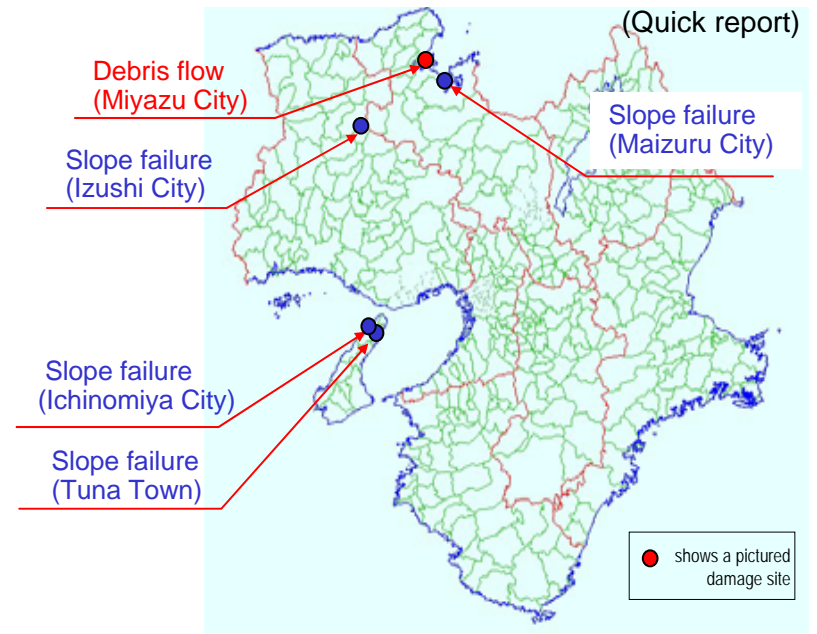 (Quick report)
Debris flow
(Miyazu City)
Slope failure
(Maizuru City)
Slope failure
(Izushi City)
Slope failure
(Ichinomiya City)
Slope failure
(Tuna Town)
shows a pictured
damage site